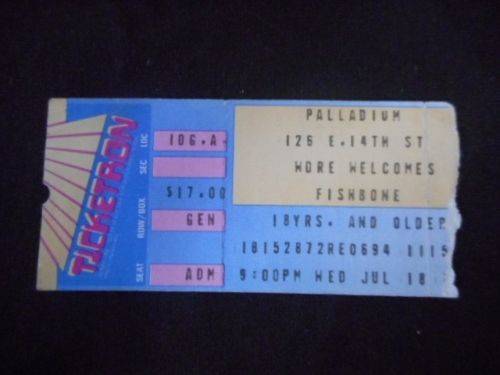 TICKETRON
LOC
SEC
ROW/BOX
SEAT
106.A
$17.00
GEN
ADM
PALLADIUM
126 E.14TH ST
WDRE WELCOMES
FISHBONE
18YRS. AND OLDER
18152872RE0694 1115
9:00PM WED JUL 18